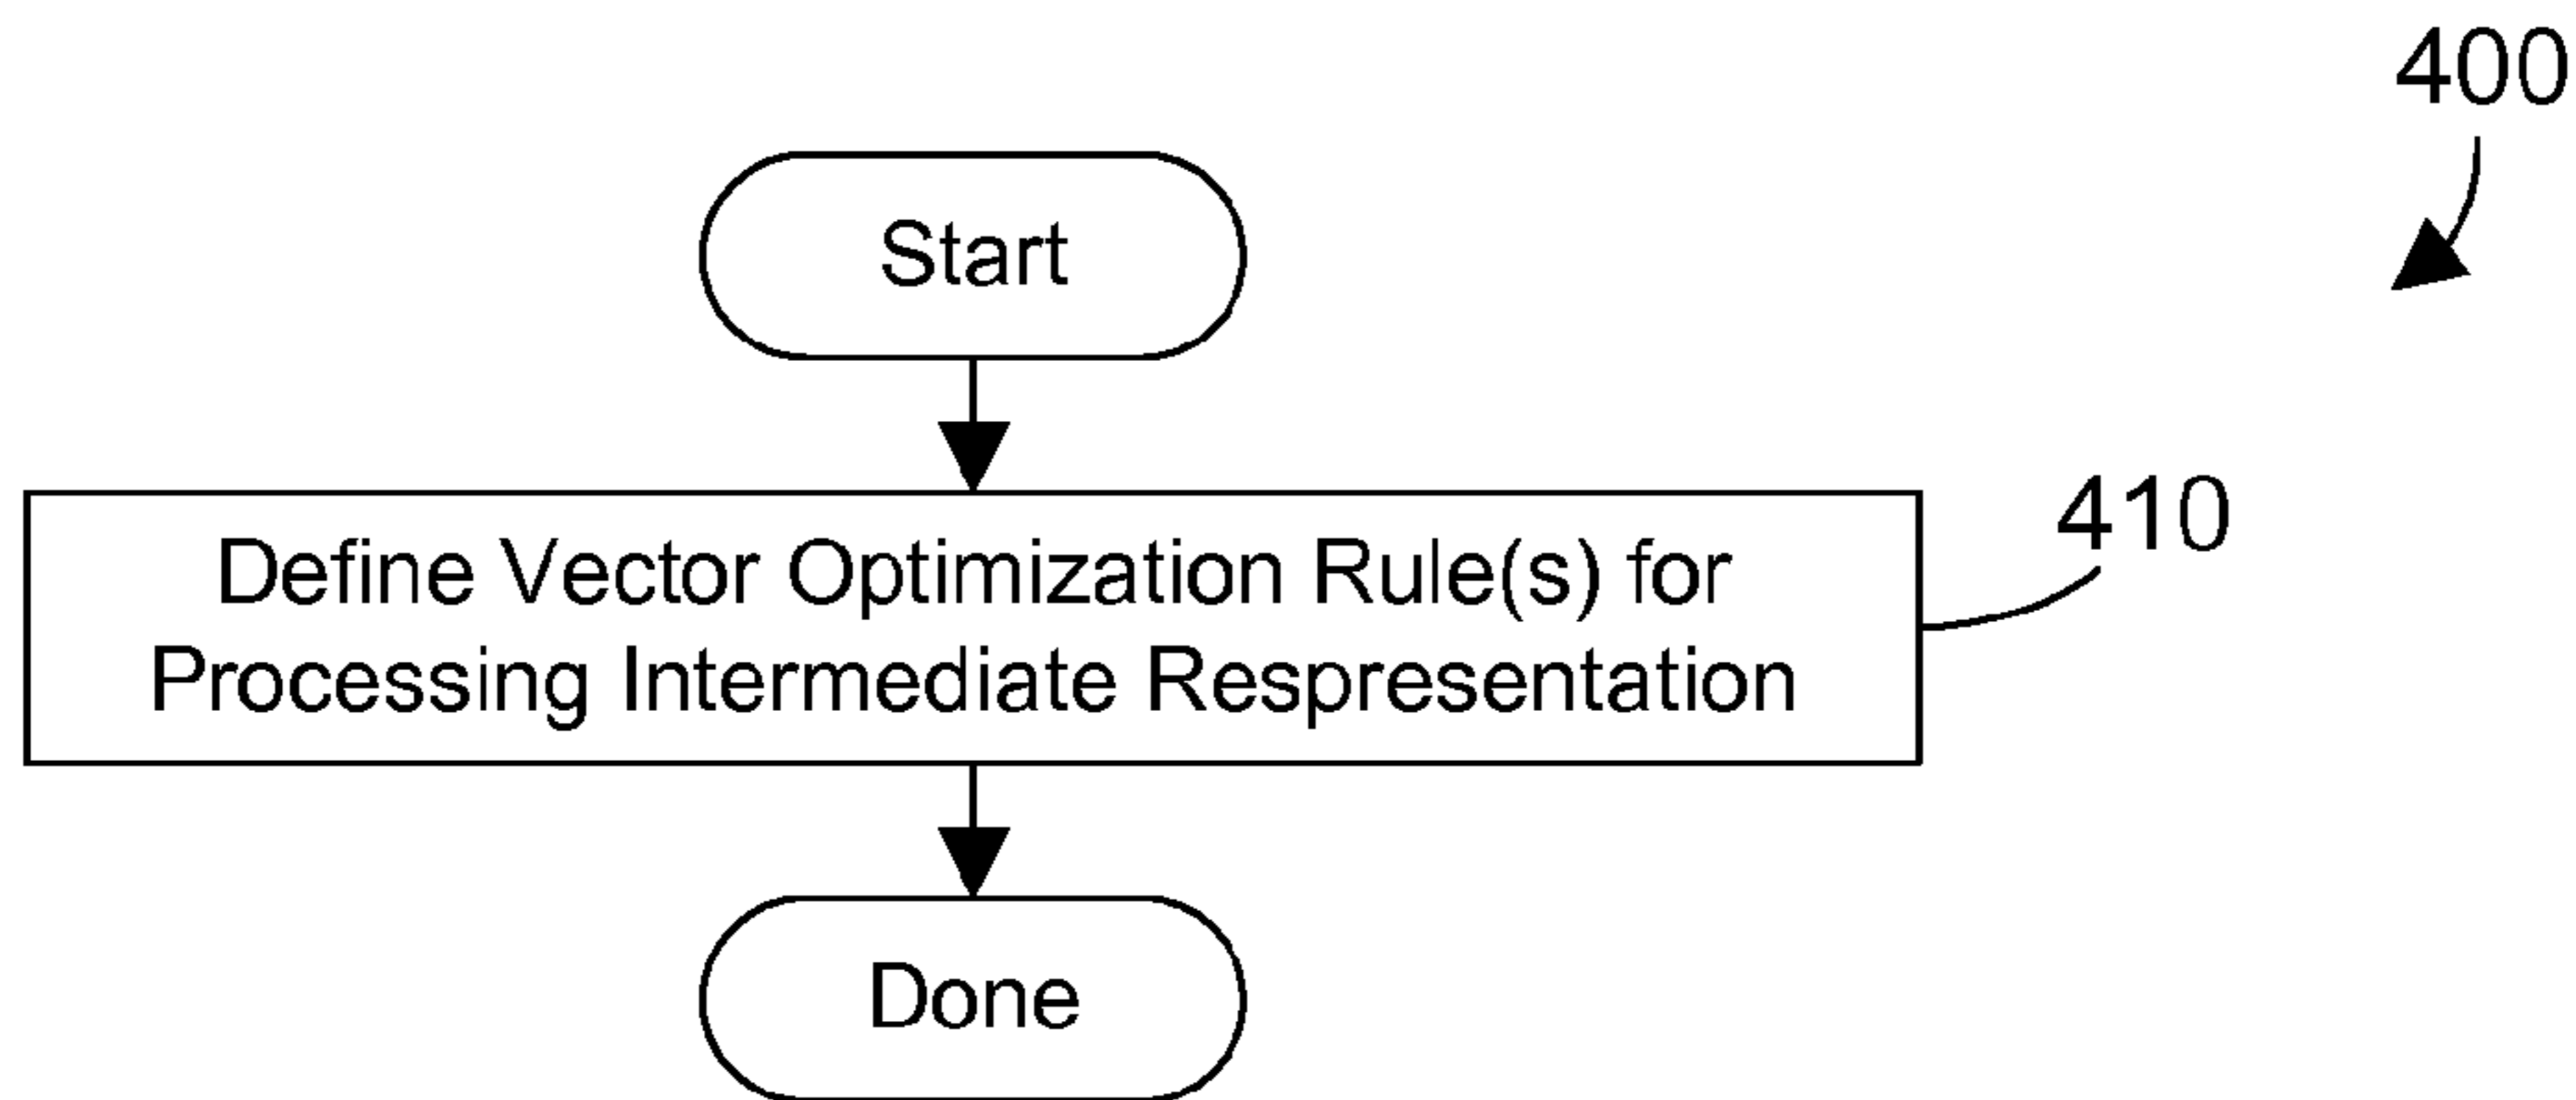 400
Start
Define Vector Optimization Rule(s) for
Processing Intermediate Respresentation
410
Done